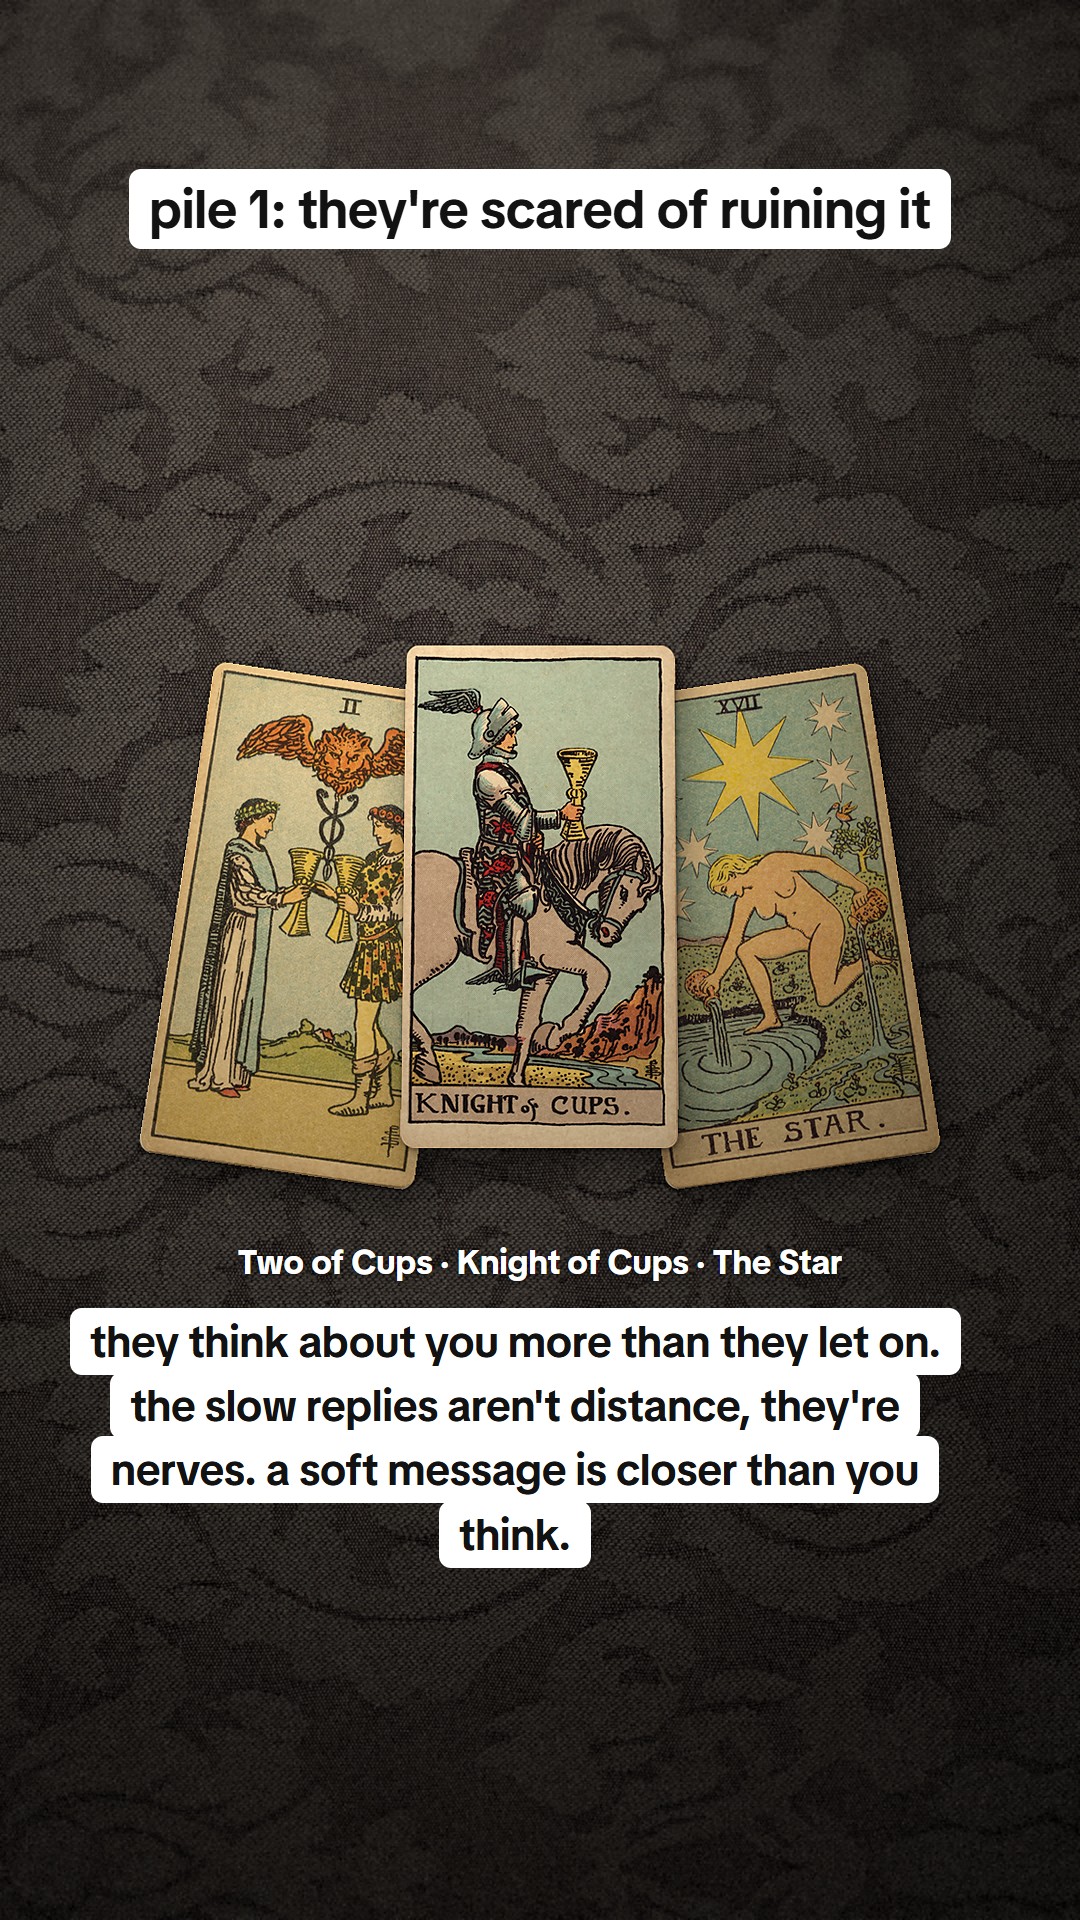 pile 1: they're scared of ruining it
II
XVII
KNIGHT of CUPS.
THE STAR.
Two of Cups · Knight of Cups · The Star
they think about you more than they let on.
the slow replies aren't distance, they're
nerves. a soft message is closer than you
think.